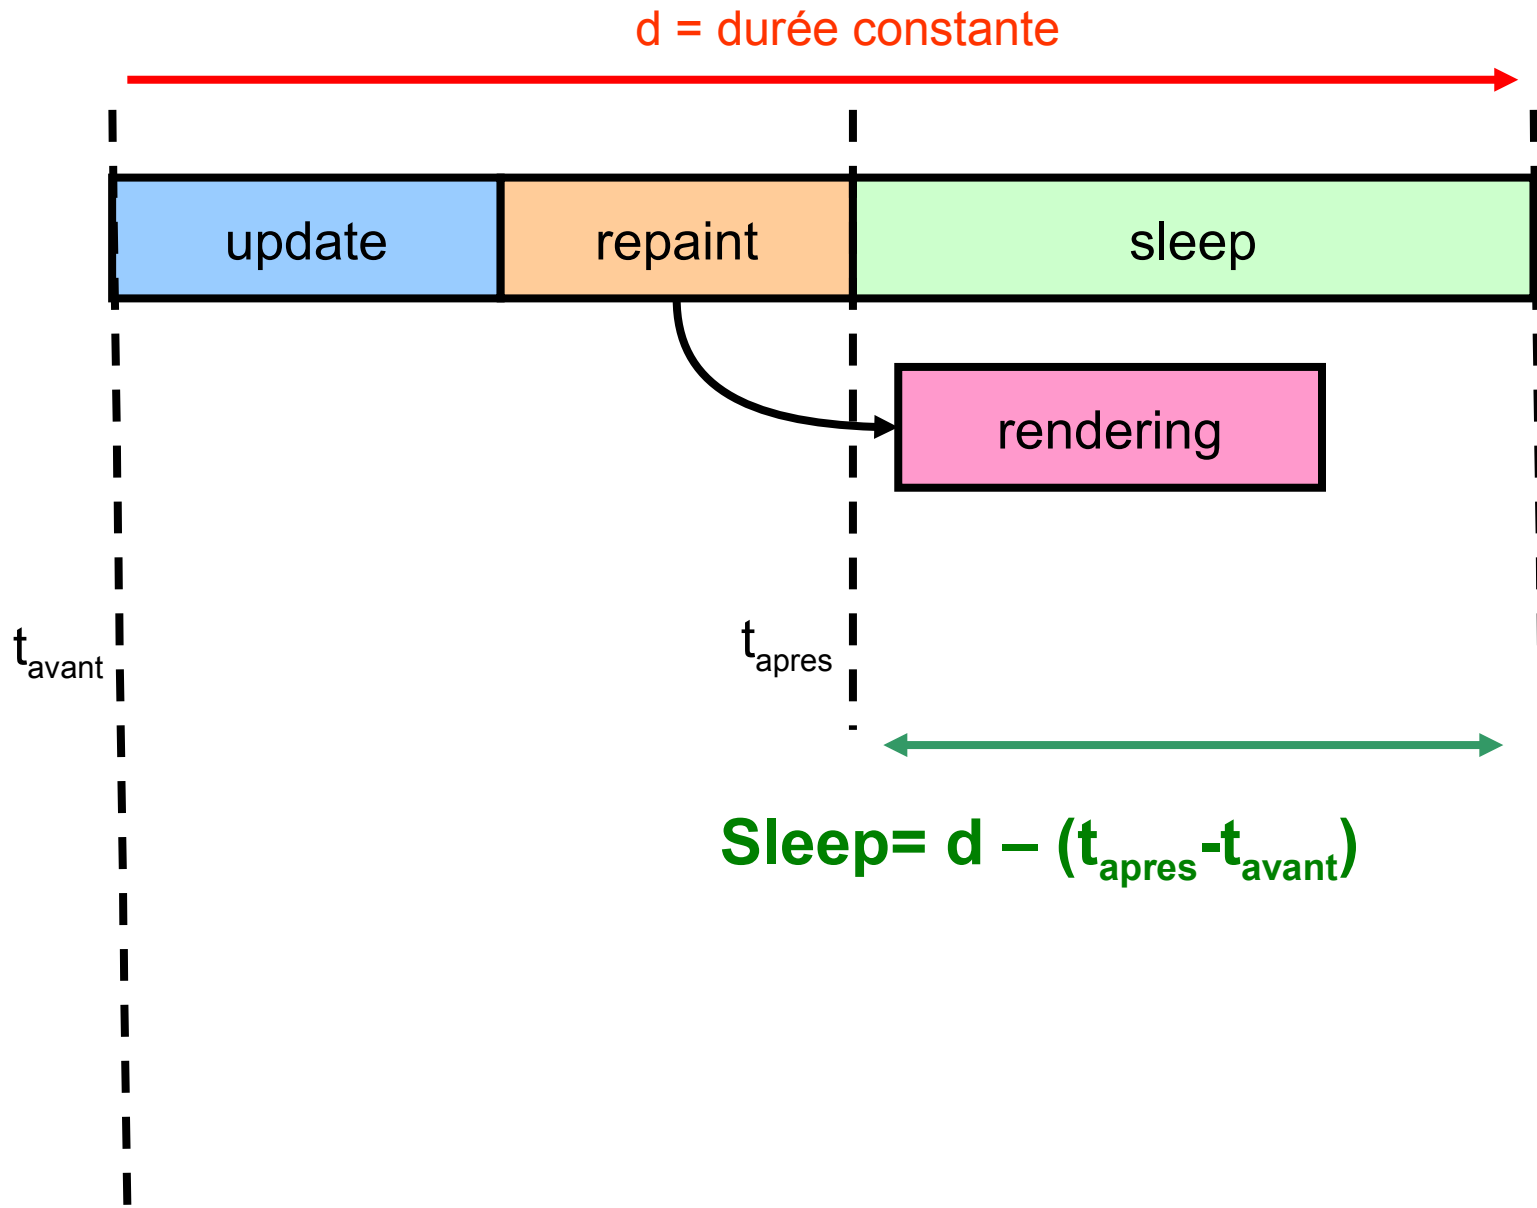 d = durée constante
update repaint sleep
rendering
tavant tapres
Sleep= d – (tapres-tavant)